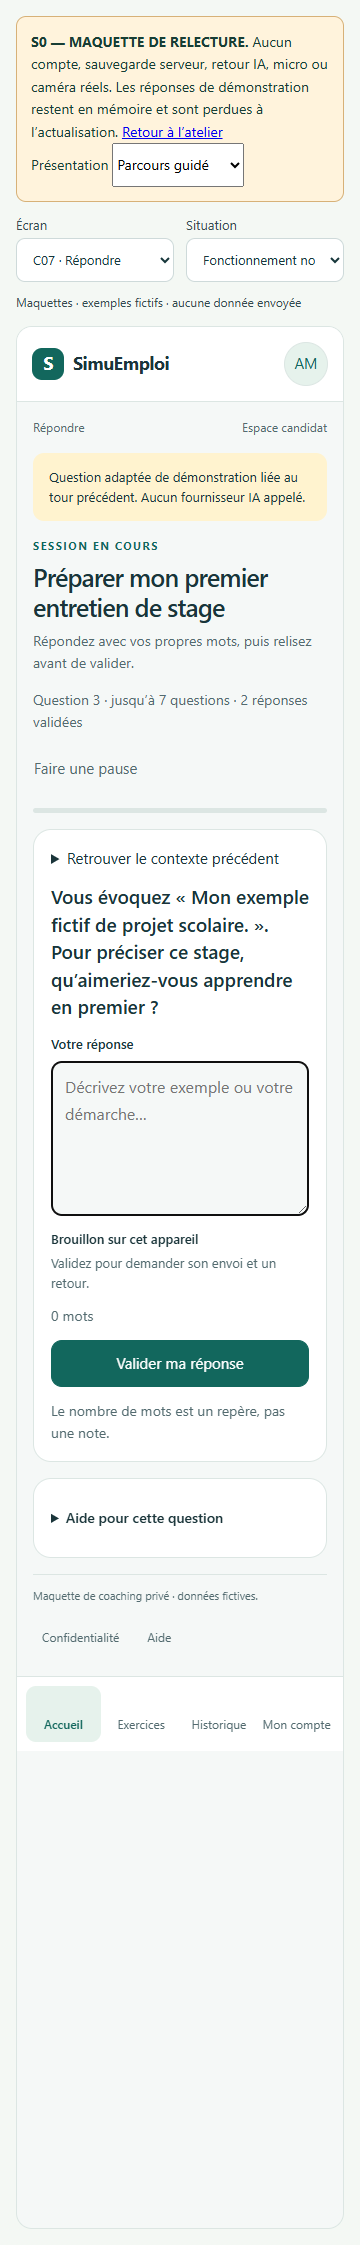 S0 — MAQUETTE DE RELECTURE. Aucun
compte, sauvegarde serveur, retour IA, micro ou
caméra réels. Les réponses de démonstration
restent en mémoire et sont perdues à
l’actualisation. Retour à l’atelier
Présentation Parcours guidé
Écran Situation
C07 · Répondre Fonctionnement no
Maquettes · exemples fictifs · aucune donnée envoyée
S SimuEmploi AM
Répondre Espace candidat
Question adaptée de démonstration liée au
tour précédent. Aucun fournisseur IA appelé.
SESSION EN COURS
Préparer mon premier
entretien de stage
Répondez avec vos propres mots, puis relisez
avant de valider.
Question 3 · jusqu’à 7 questions · 2 réponses
validées
Faire une pause
Retrouver le contexte précédent
Vous évoquez « Mon exemple
fictif de projet scolaire. ».
Pour préciser ce stage,
qu’aimeriez-vous apprendre
en premier ?
Votre réponse
Décrivez votre exemple ou votre
démarche...
Brouillon sur cet appareil
Validez pour demander son envoi et un
retour.
0 mots
Valider ma réponse
Le nombre de mots est un repère, pas
une note.
Aide pour cette question
Maquette de coaching privé · données fictives.
Confidentialité Aide
Accueil Exercices Historique Mon compte